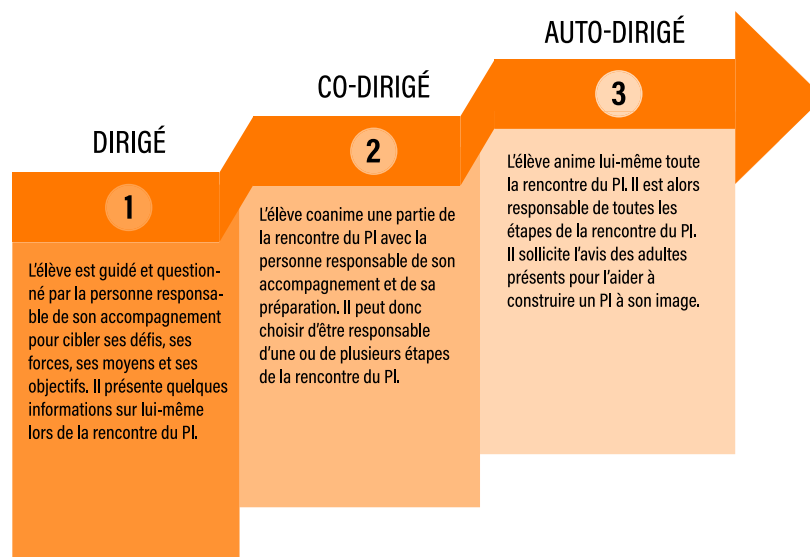 DIRIGÉ
1
L'élève est guidé et question-
né par la personne responsa-
ble de son accompagnement
pour cibler ses défis, ses
forces, ses moyens et ses
objectifs. Il présente quelques
informations sur lui-même
lors de la rencontre du PI.
CO-DIRIGÉ
2
L'élève coanime une partie de
la rencontre du PI avec la
personne responsable de son
accompagnement et de sa
préparation. Il peut donc
choisir d'être responsable
d'une ou de plusieurs étapes
de la rencontre du PI.
AUTO-DIRIGÉ
3
L'élève anime lui-même toute
la rencontre du PI. Il est alors
responsable de toutes les
étapes de la rencontre du PI.
Il sollicite l'avis des adultes
présents pour l'aider à
construire un PI à son image.